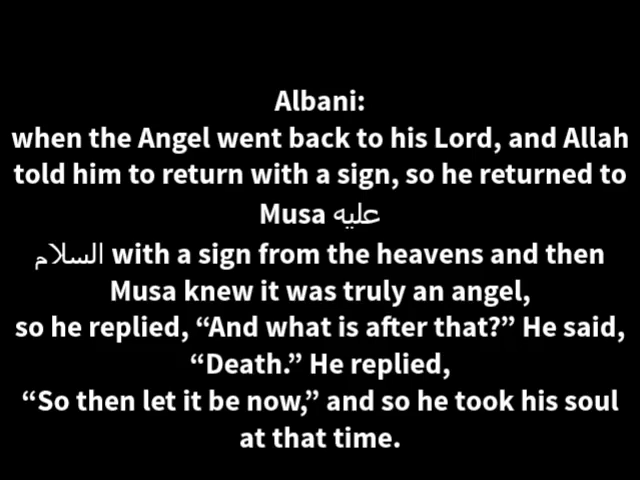 Albani:
when the Angel went back to his Lord, and Allah
told him to return with a sign, so he returned to
Musa عليه
السلام with a sign from the heavens and then
Musa knew it was truly an angel,
so he replied, “And what is after that?” He said,
“Death.” He replied,
“So then let it be now,” and so he took his soul
at that time.